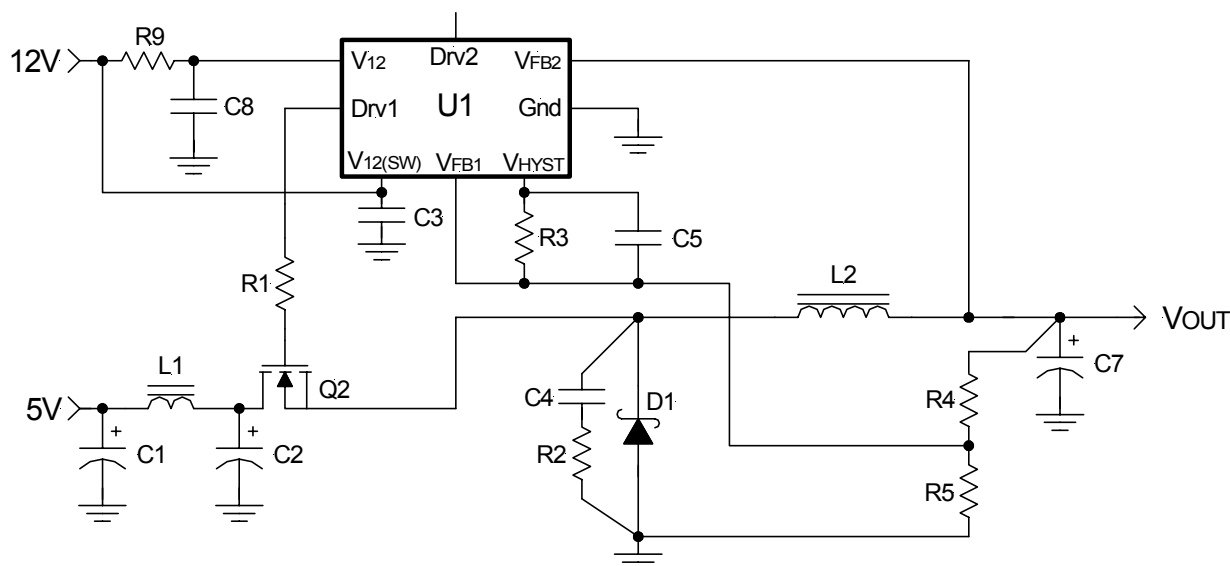 12V
R9
C8
V12
Drv2
VFB2
Drv1
U1
Gnd
V12(SW)
VFB1
VHYST
C3
R3
C5
R1
L2
VOUT
L1
Q2
5V
C1
+
C2
+
C4
R2
D1
R4
R5
C7
+